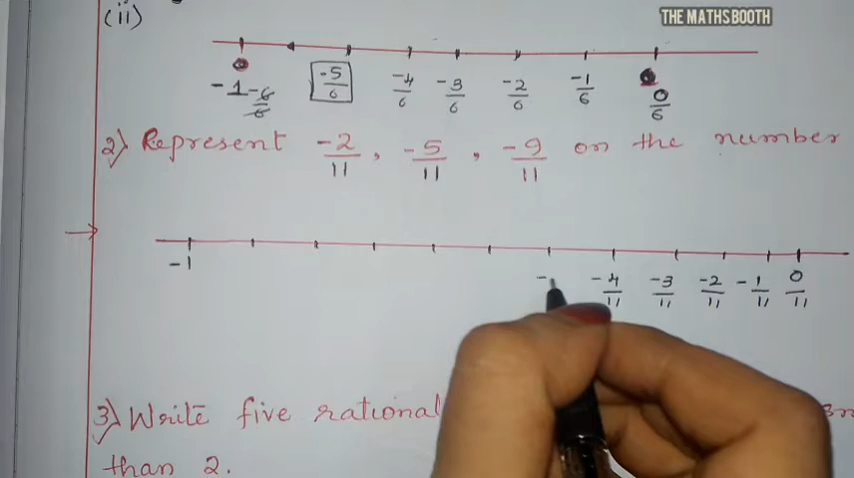 THE MATHSBOOTH
(ii)
-1 -6/6 -5/6 -4/6 -3/6 -2/6 -1/6 0/6
2) Represent -2/11, -5/11, -9/11 on the number
-1 - -4/11 -3/11 -2/11 -1/11 0/11
3) Write five rational
than 2.